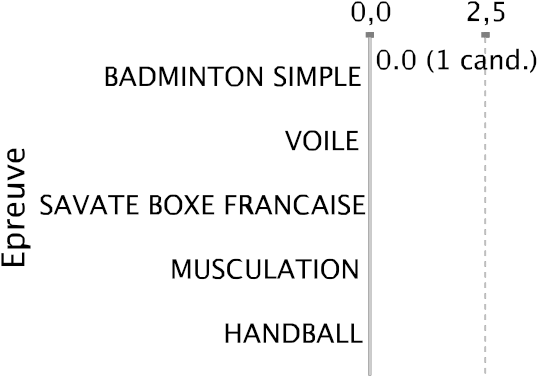 0,0 2,5
0.0 (1 cand.)
BADMINTON SIMPLE
VOILE
SAVATE BOXE FRANCAISE
MUSCULATION
HANDBALL
Epreuve